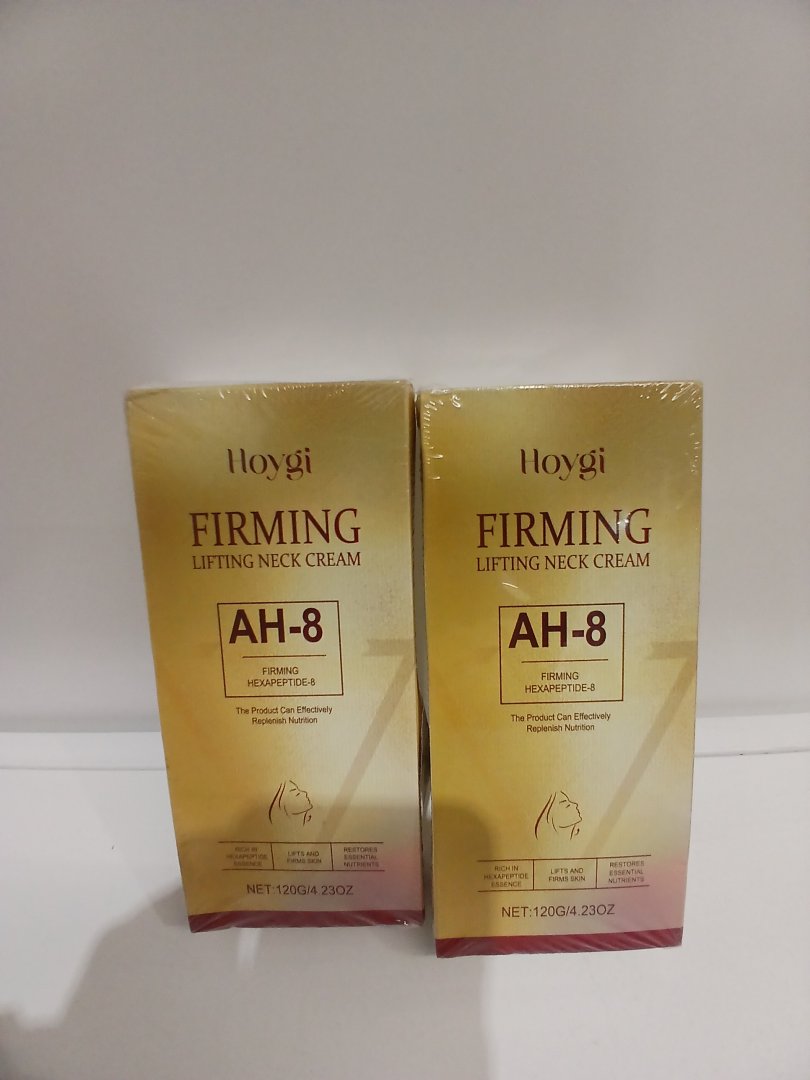 Hoygi
FIRMING
LIFTING NECK CREAM
AH-8
FIRMING
HEXAPEPTIDE-8
The Product Can Effectively
Replenish Nutrition
RICH IN
HEXAPEPTIDE
ESSENCE
LIFTS AND
FIRMS SKIN
RESTORES
ESSENTIAL
NUTRIENTS
NET:120G/4.23OZ
Hoygi
FIRMING
LIFTING NECK CREAM
AH-8
FIRMING
HEXAPEPTIDE-8
The Product Can Effectively
Replenish Nutrition
RICH IN
HEXAPEPTIDE
ESSENCE
LIFTS AND
FIRMS SKIN
RESTORES
ESSENTIAL
NUTRIENTS
NET:120G/4.23OZ